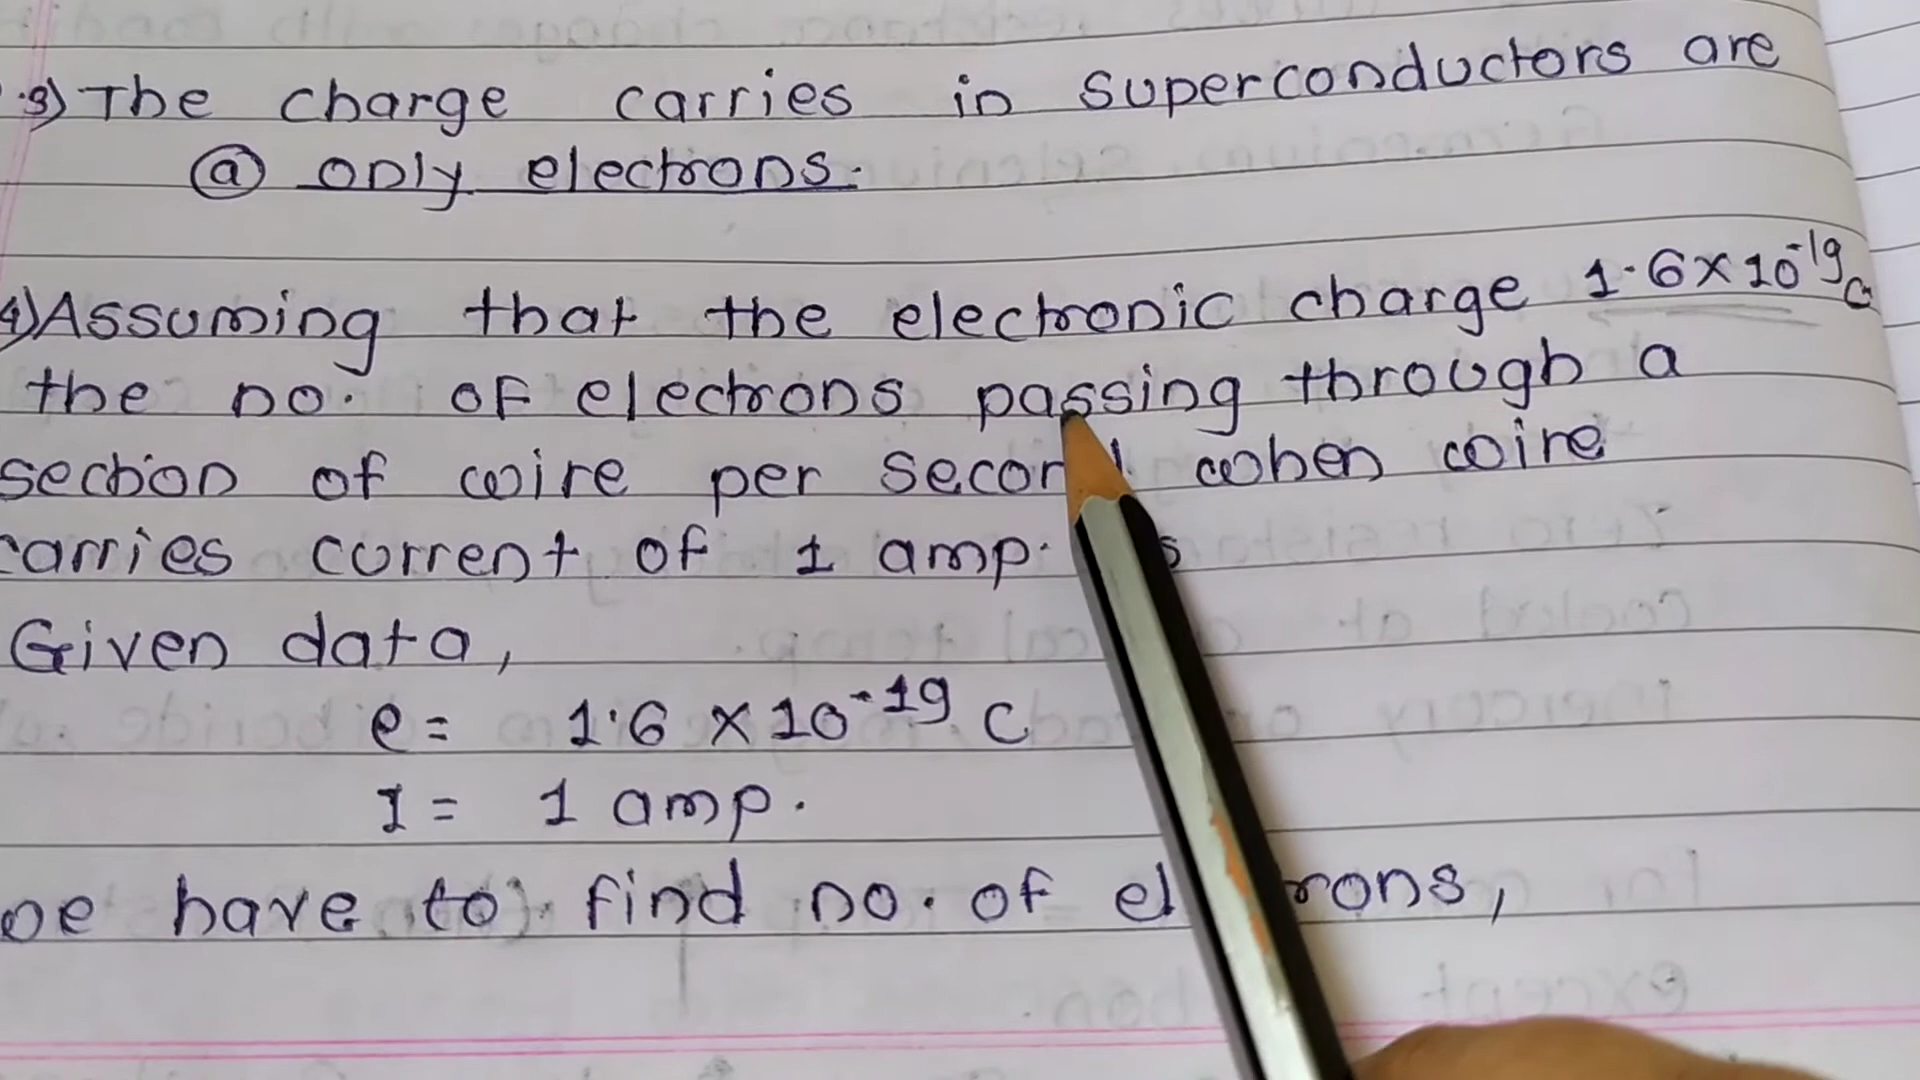 .3) The charge carries in superconductors are
(a) only electrons.
4) Assuming that the electronic charge 1.6×10⁻¹⁹ C
the no. of electrons passing through a
section of wire per second when wire
carries current of 1 amp.
Given data,
e = 1.6 ×10⁻¹⁹ C
I = 1 amp.
have to find no. of electrons,